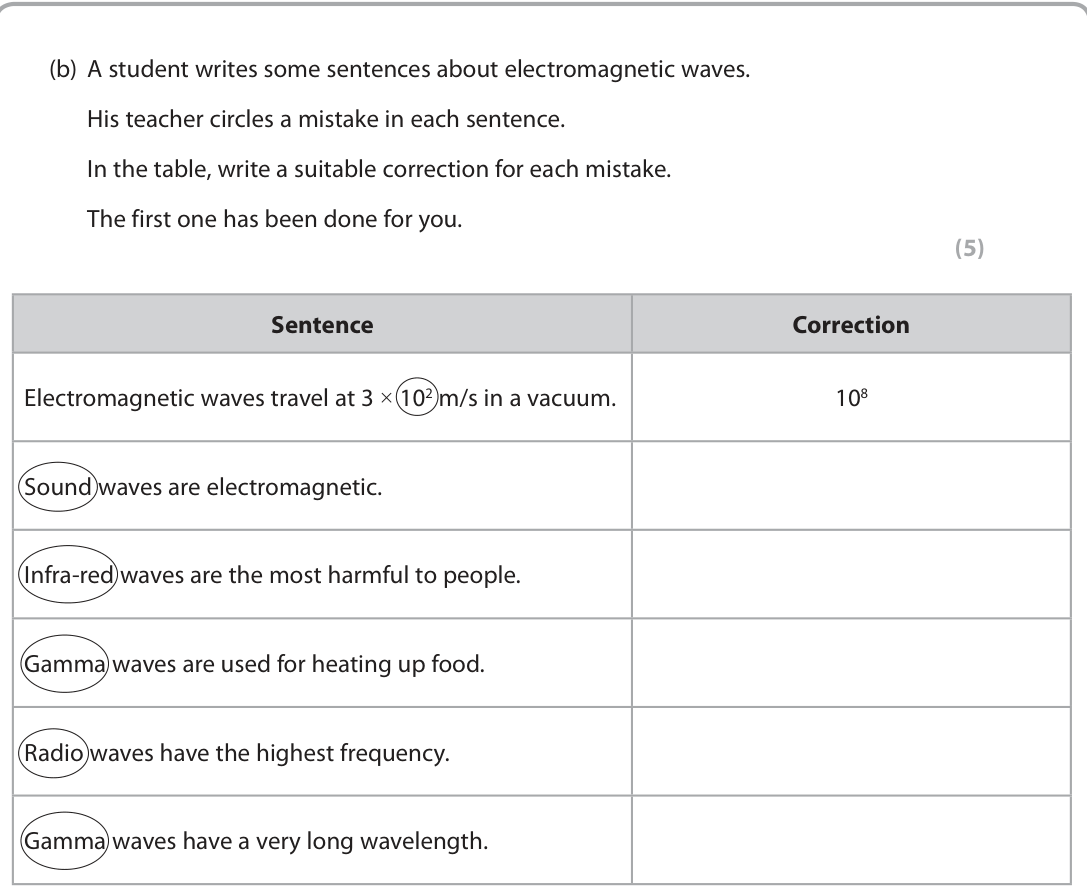 (b) A student writes some sentences about electromagnetic waves.
His teacher circles a mistake in each sentence.
In the table, write a suitable correction for each mistake.
The first one has been done for you.
(5)
Sentence Correction
Electromagnetic waves travel at 3 × 10² m/s in a vacuum. 10⁸
Sound waves are electromagnetic.
Infra-red waves are the most harmful to people.
Gamma waves are used for heating up food.
Radio waves have the highest frequency.
Gamma waves have a very long wavelength.